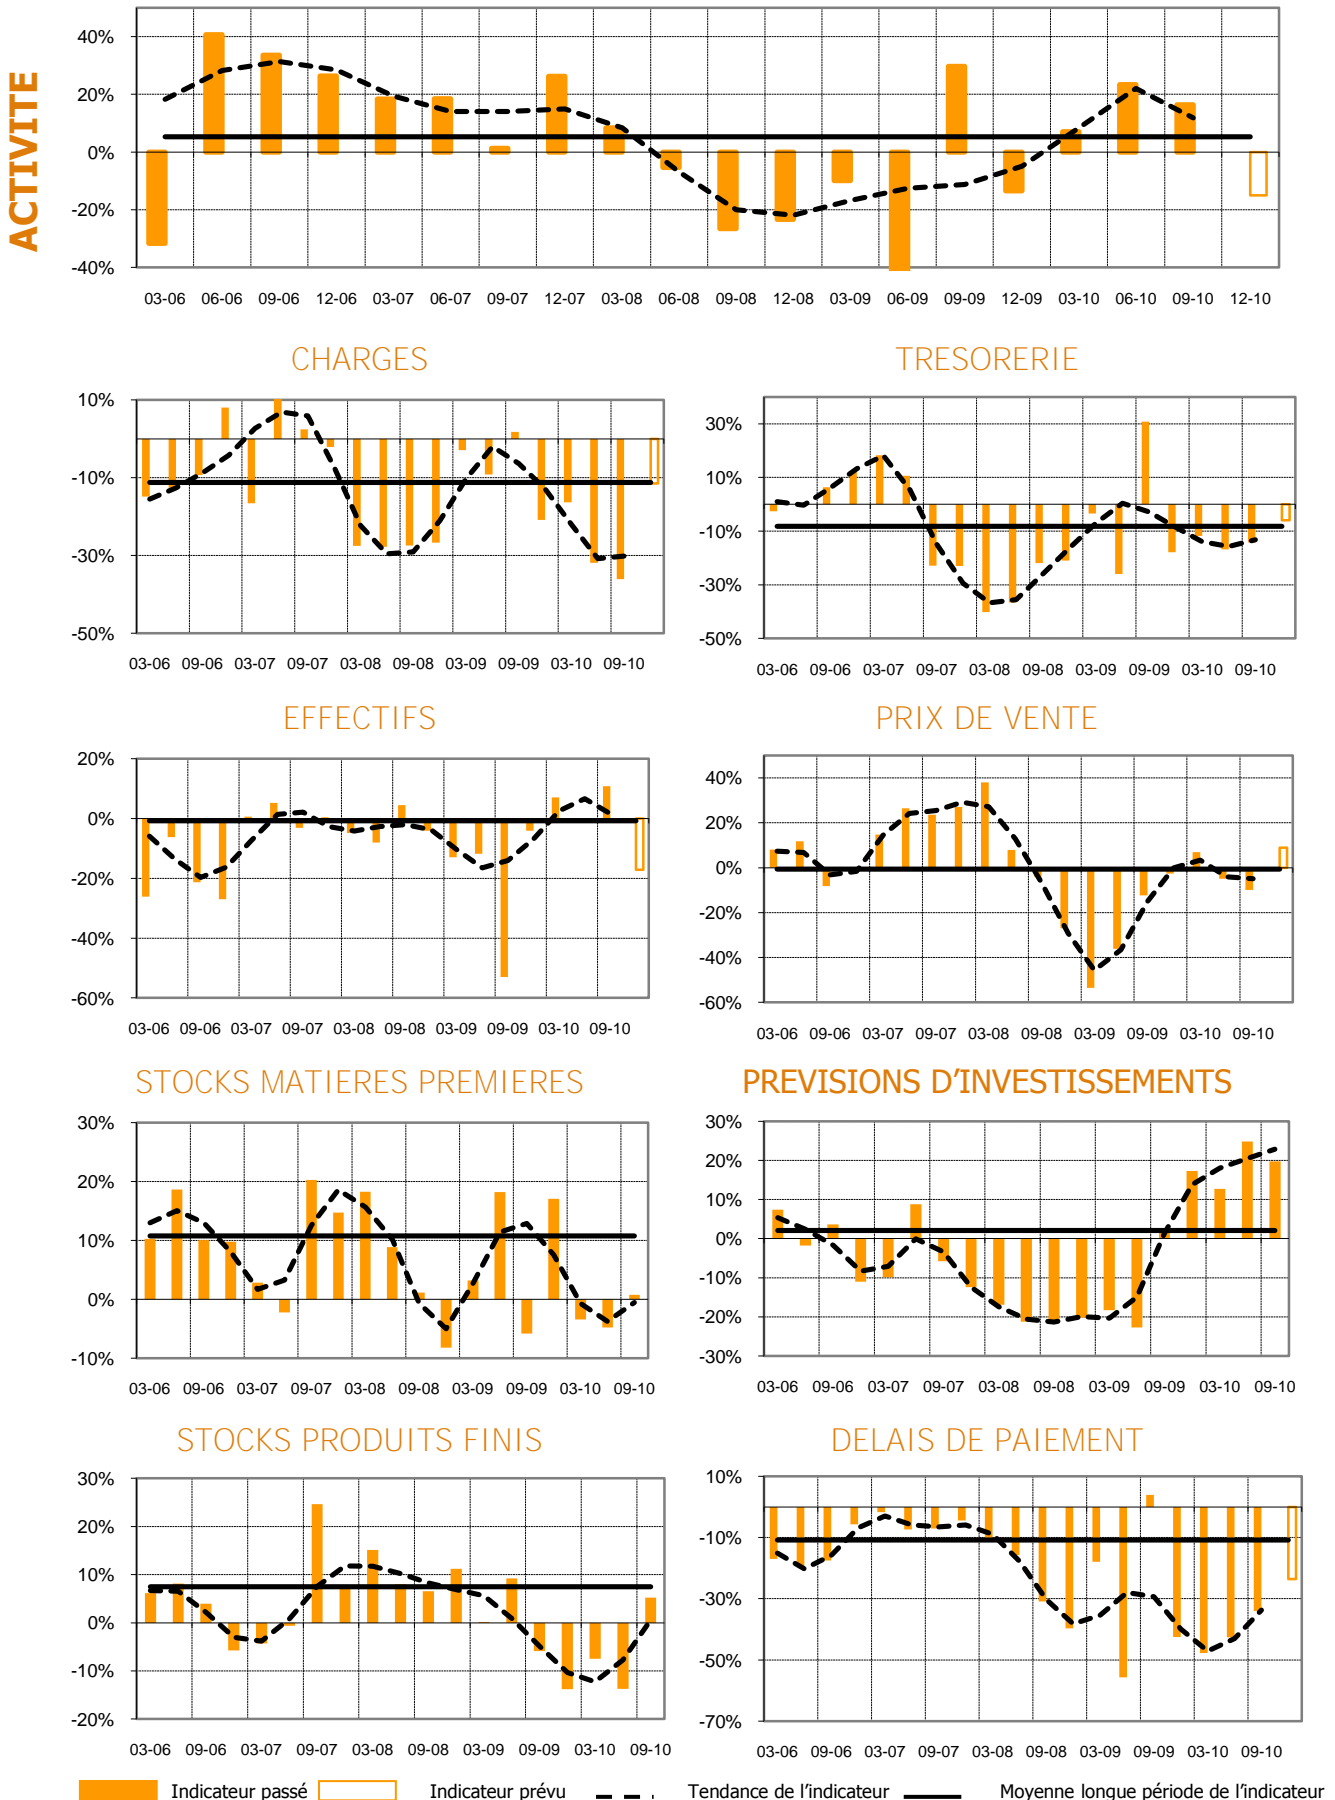 ACTIVITE
40%
20%
0%
-20%
-40%
03-06 06-06 09-06 12-06 03-07 06-07 09-07 12-07 03-08 06-08 09-08 12-08 03-09 06-09 09-09 12-09 03-10 06-10 09-10 12-10
CHARGES
10%
-10%
-30%
-50%
03-06 09-06 03-07 09-07 03-08 09-08 03-09 09-09 03-10 09-10
TRESORERIE
30%
10%
-10%
-30%
-50%
03-06 09-06 03-07 09-07 03-08 09-08 03-09 09-09 03-10 09-10
EFFECTIFS
20%
0%
-20%
-40%
-60%
03-06 09-06 03-07 09-07 03-08 09-08 03-09 09-09 03-10 09-10
PRIX DE VENTE
40%
20%
0%
-20%
-40%
-60%
03-06 09-06 03-07 09-07 03-08 09-08 03-09 09-09 03-10 09-10
STOCKS MATIERES PREMIERES
30%
20%
10%
0%
-10%
03-06 09-06 03-07 09-07 03-08 09-08 03-09 09-09 03-10 09-10
PREVISIONS D’INVESTISSEMENTS
30%
20%
10%
0%
-10%
-20%
-30%
03-06 09-06 03-07 09-07 03-08 09-08 03-09 09-09 03-10 09-10
STOCKS PRODUITS FINIS
30%
20%
10%
0%
-10%
-20%
03-06 09-06 03-07 09-07 03-08 09-08 03-09 09-09 03-10 09-10
DELAIS DE PAIEMENT
10%
-10%
-30%
-50%
-70%
03-06 09-06 03-07 09-07 03-08 09-08 03-09 09-09 03-10 09-10
Indicateur passé Indicateur prévu Tendance de l’indicateur Moyenne longue période de l’indicateur